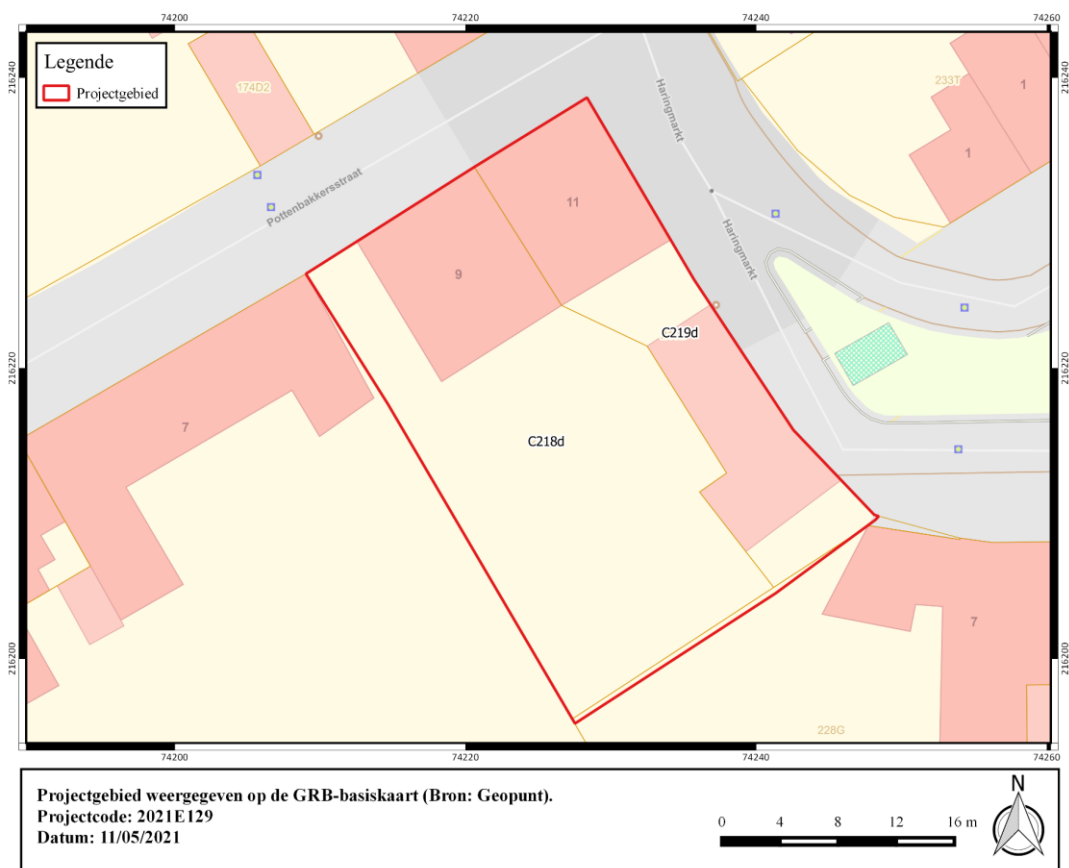 74200 74220 74240 74260
216240 216240
Legende
Projectgebied
174D2
233T
1
1
Haringmarkt
Pottenbakkersstraat
11
Haringmarkt
9
C219d
216220 216220
7
C218d
7
216200 216200
228G
74200 74220 74240 74260
Projectgebied weergegeven op de GRB-basiskaart (Bron: Geopunt).
Projectcode: 2021E129
Datum: 11/05/2021
N
0 4 8 12 16 m